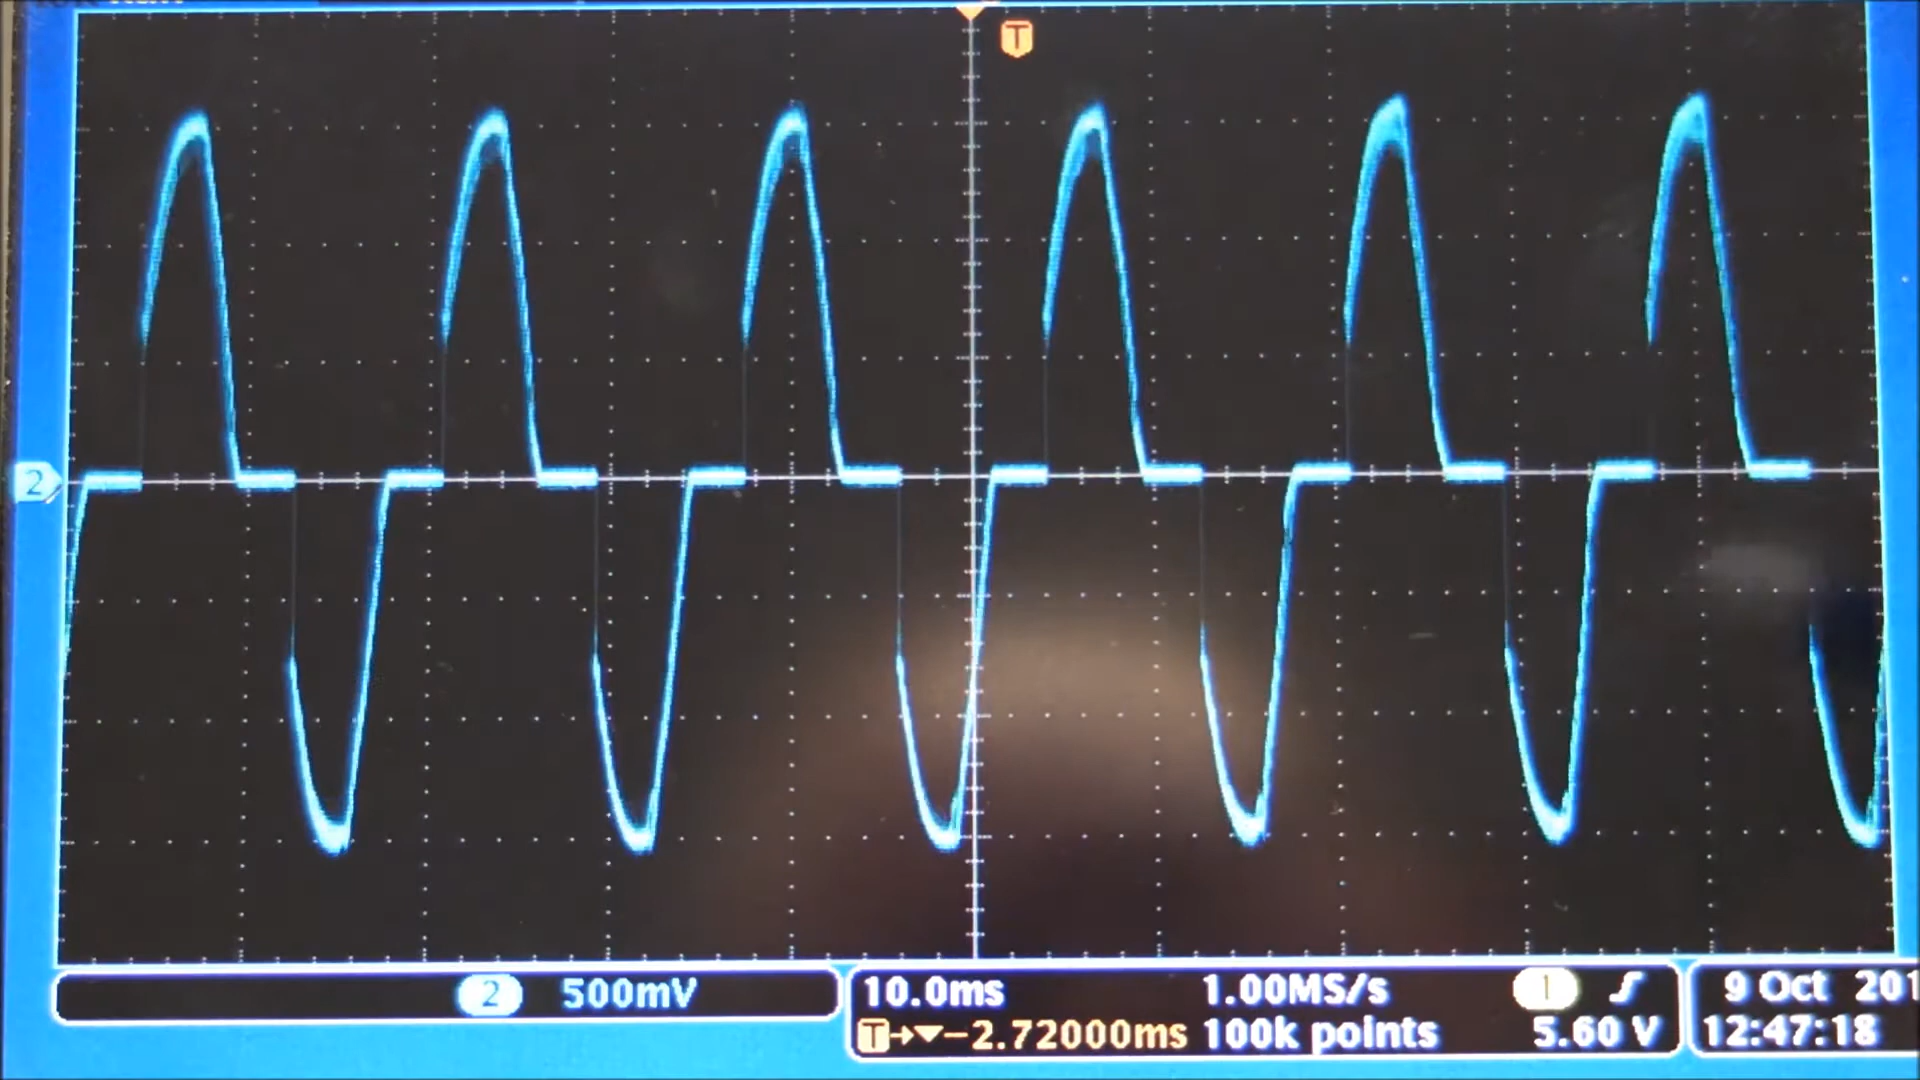 T
2
2 500mV
10.0ms 1.00MS/s 1 ʃ
T→▼−2.72000ms 100k points 5.60 V
9 Oct 201
12:47:18